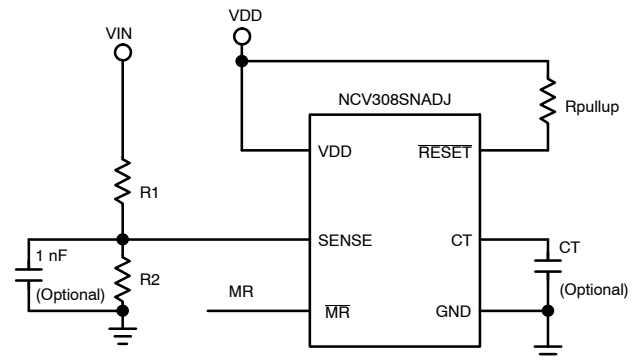 VDD
VIN
NCV308SNADJ
Rpullup
VDD
RESET
R1
1 nF
SENSE
CT
CT
R2
(Optional)
(Optional)
MR
MR
GND